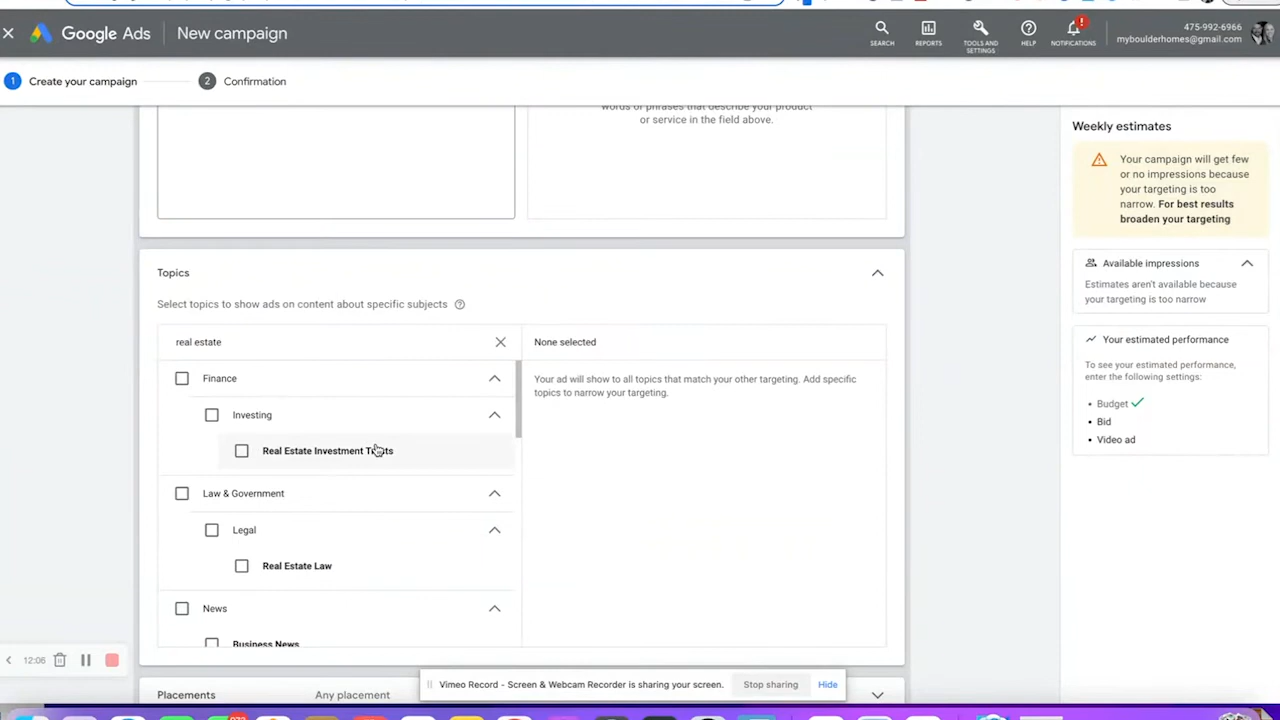 Google Ads
New campaign
SEARCH
REPORTS
TOOLS AND
SETTINGS
HELP
NOTIFICATIONS
475-992-6966
myboulderhomes@gmail.com
1 Create your campaign
2 Confirmation
words or phrases that describe your product
or service in the field above.
Topics
Select topics to show ads on content about specific subjects
real estate
Finance
Investing
Real Estate Investment Trusts
Law & Government
Legal
Real Estate Law
News
Business News
None selected
Your ad will show to all topics that match your other targeting. Add specific
topics to narrow your targeting.
Placements
Any placement
Weekly estimates
Your campaign will get few
or no impressions because
your targeting is too
narrow. For best results
broaden your targeting
Available impressions
Estimates aren't available because
your targeting is too narrow
Your estimated performance
To see your estimated performance,
enter the following settings:
• Budget
• Bid
• Video ad
12:06
Vimeo Record - Screen & Webcam Recorder is sharing your screen.
Stop sharing
Hide